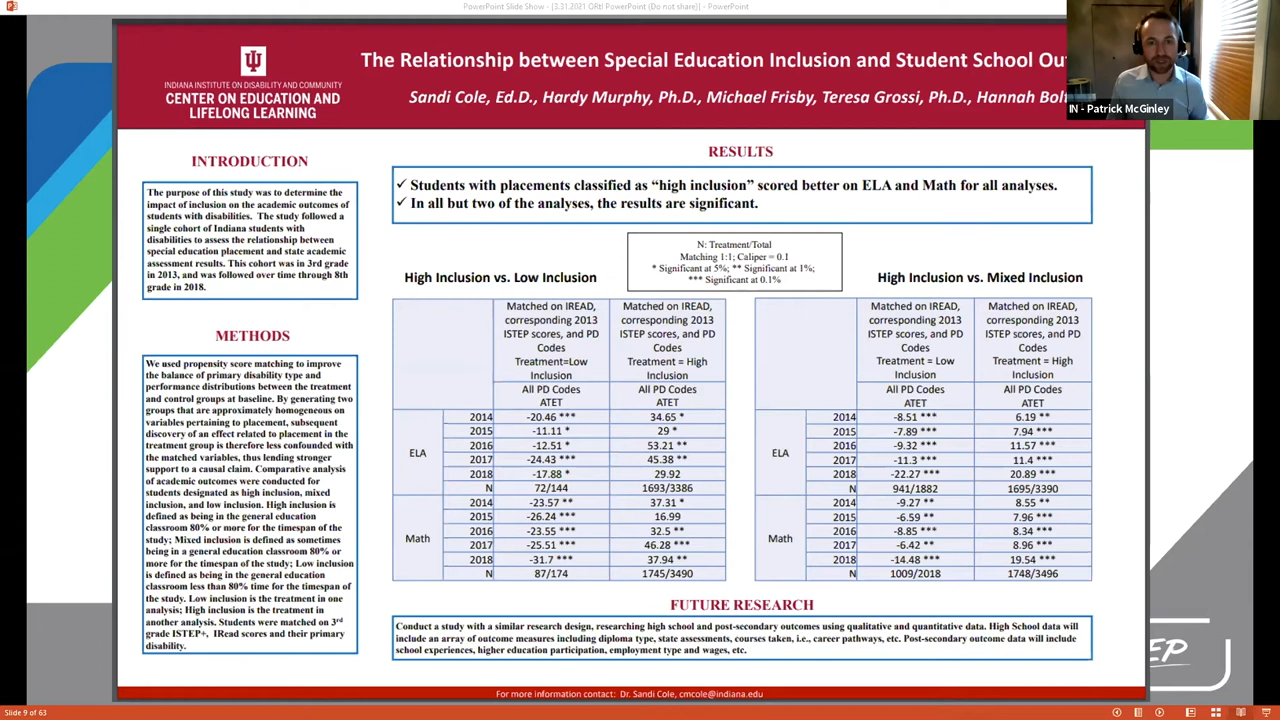 PowerPoint Slide Show - [3.31.2021 GRtI PowerPoint (Do not share)] - PowerPoint
IN - Patrick McGinley
INDIANA INSTITUTE ON DISABILITY AND COMMUNITY
CENTER ON EDUCATION AND
LIFELONG LEARNING
The Relationship between Special Education Inclusion and Student School Ou
Sandi Cole, Ed.D., Hardy Murphy, Ph.D., Michael Frisby, Teresa Grossi, Ph.D., Hannah Bol
INTRODUCTION
The purpose of this study was to determine the
impact of inclusion on the academic outcomes of
students with disabilities. The study followed a
single cohort of Indiana students with
disabilities to assess the relationship between
special education placement and state academic
assessment results. This cohort was in 3rd grade
in 2013, and was followed over time through 8th
grade in 2018.
METHODS
We used propensity score matching to improve
the balance of primary disability type and
performance distributions between the treatment
and control groups at baseline. By generating two
groups that are approximately homogeneous on
variables pertaining to placement, subsequent
discovery of an effect related to placement in the
treatment group is therefore less confounded with
the matched variables, thus lending stronger
support to a causal claim. Comparative analysis
of academic outcomes were conducted for
students designated as high inclusion, mixed
inclusion, and low inclusion. High inclusion is
defined as being in the general education
classroom 80% or more for the timespan of the
study; Mixed inclusion is defined as sometimes
being in a general education classroom 80% or
more for the timespan of the study; Low inclusion
is defined as being in the general education
classroom less than 80% time for the timespan of
the study. Low inclusion is the treatment in one
analysis; High inclusion is the treatment in
another analysis. Students were matched on 3rd
grade ISTEP+, IRead scores and their primary
disability.
RESULTS
✓ Students with placements classified as “high inclusion” scored better on ELA and Math for all analyses.
✓ In all but two of the analyses, the results are significant.
N: Treatment/Total
Matching 1:1; Caliper = 0.1
* Significant at 5%; ** Significant at 1%;
*** Significant at 0.1%
High Inclusion vs. Low Inclusion
Matched on IREAD, corresponding 2013 ISTEP scores, and PD Codes Treatment=Low Inclusion
Matched on IREAD, corresponding 2013 ISTEP scores, and PD Codes Treatment = High Inclusion
All PD Codes ATET All PD Codes ATET
ELA
2014 -20.46 *** 34.65 *
2015 -11.11 * 29 *
2016 -12.51 * 53.21 **
2017 -24.43 *** 45.38 **
2018 -17.88 * 29.92
N 72/144 1693/3386
Math
2014 -23.57 ** 37.31 *
2015 -26.24 *** 16.99
2016 -23.55 *** 32.5 **
2017 -25.51 *** 46.28 ***
2018 -31.7 *** 37.94 **
N 87/174 1745/3490
High Inclusion vs. Mixed Inclusion
Matched on IREAD, corresponding 2013 ISTEP scores, and PD Codes Treatment = Low Inclusion
Matched on IREAD, corresponding 2013 ISTEP scores, and PD Codes Treatment = High Inclusion
All PD Codes ATET All PD Codes ATET
ELA
2014 -8.51 *** 6.19 **
2015 -7.89 *** 7.94 ***
2016 -9.32 *** 11.57 ***
2017 -11.3 *** 11.4 ***
2018 -22.27 *** 20.89 ***
N 941/1882 1695/3390
Math
2014 -9.27 ** 8.55 **
2015 -6.59 ** 7.96 ***
2016 -8.85 *** 8.34 ***
2017 -6.42 ** 8.96 ***
2018 -14.48 *** 19.54 ***
N 1009/2018 1748/3496
FUTURE RESEARCH
Conduct a study with a similar research design, researching high school and post-secondary outcomes using qualitative and quantitative data. High School data will
include an array of outcome measures including diploma type, state assessments, courses taken, i.e., career pathways, etc. Post-secondary outcome data will include
school experiences, higher education participation, employment type and wages, etc.
For more information contact: Dr. Sandi Cole, cmcole@indiana.edu
EP
Slide 9 of 63